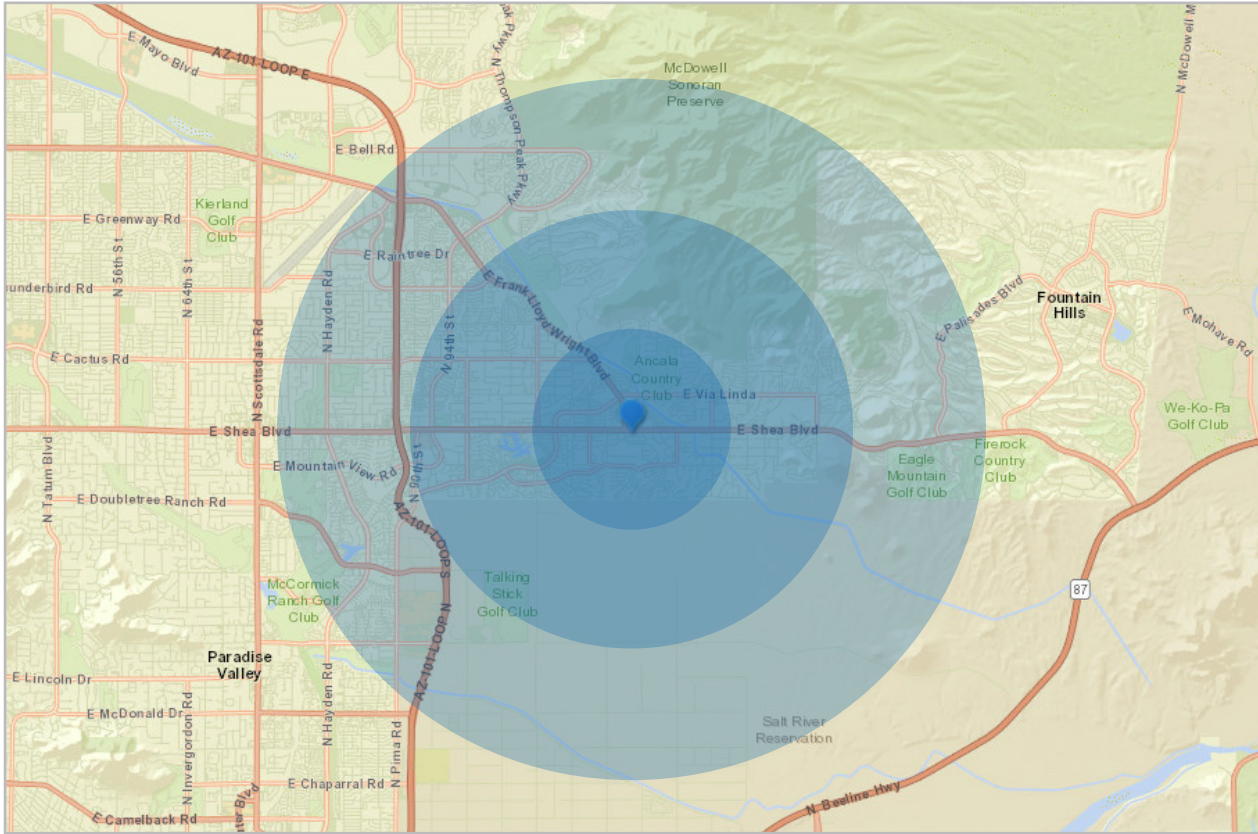 E Mayo Blvd
AZ-101-LOOP E
ak Pkwy
N Thompson Peak Pkwy
McDowell
Sonoran
Preserve
N McDowell M
E Bell Rd
Kierland
Golf
Club
E Greenway Rd
N 56th St
N 64th St
E Raintree Dr
underbird Rd
N Hayden Rd
E Frank Lloyd Wright Blvd
N 94th St
E Palisades Blvd
Fountain
Hills
E Mohave Rd
E Cactus Rd
N Scottsdale Rd
Ancala
Country
Club
E Via Linda
We-Ko-Pa
Golf Club
E Shea Blvd
E Shea Blvd
Firerock
Country
Club
Eagle
Mountain
Golf Club
E Mountain View Rd
N 90th St
N Tatum Blvd
E Doubletree Ranch Rd
AZ-101-LOOP S
McCormick
Ranch Golf
Club
Talking
Stick
Golf Club
87
AZ-101-LOOP N
Paradise
Valley
E Lincoln Dr
E McDonald Dr
N Invergordon Rd
N Hayden Rd
N Pima Rd
Salt River
Reservation
E Chaparral Rd
N Beeline Hwy
E Camelback Rd
ter Blvd